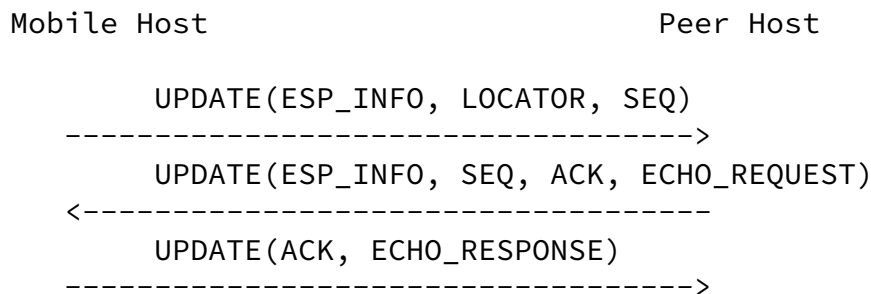 Mobile Host Peer Host
UPDATE(ESP_INFO, LOCATOR, SEQ)
----------------------------------->
UPDATE(ESP_INFO, SEQ, ACK, ECHO_REQUEST)
<-----------------------------------
UPDATE(ACK, ECHO_RESPONSE)
----------------------------------->